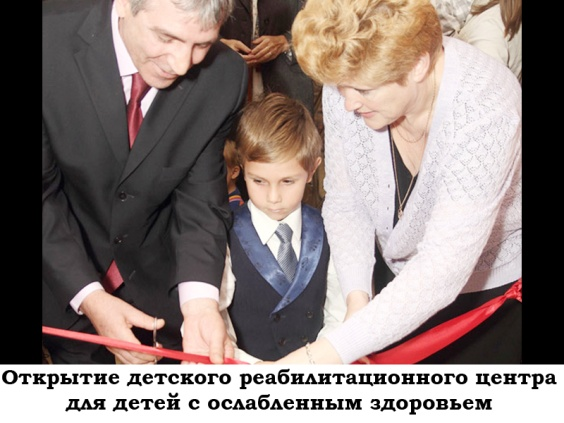 Открытие детского реабилитационного центра
для детей с ослабленным здоровьем